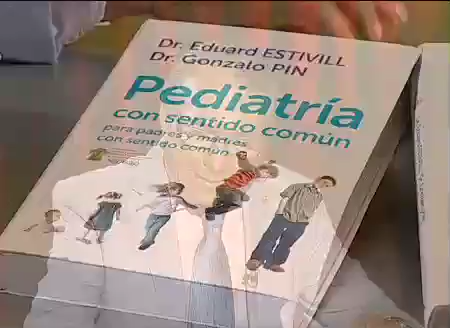 Dr. Eduard ESTIVILL
Dr. Gonzalo PIN
Pediatría
con sentido común
para padres y madres
con sentido común